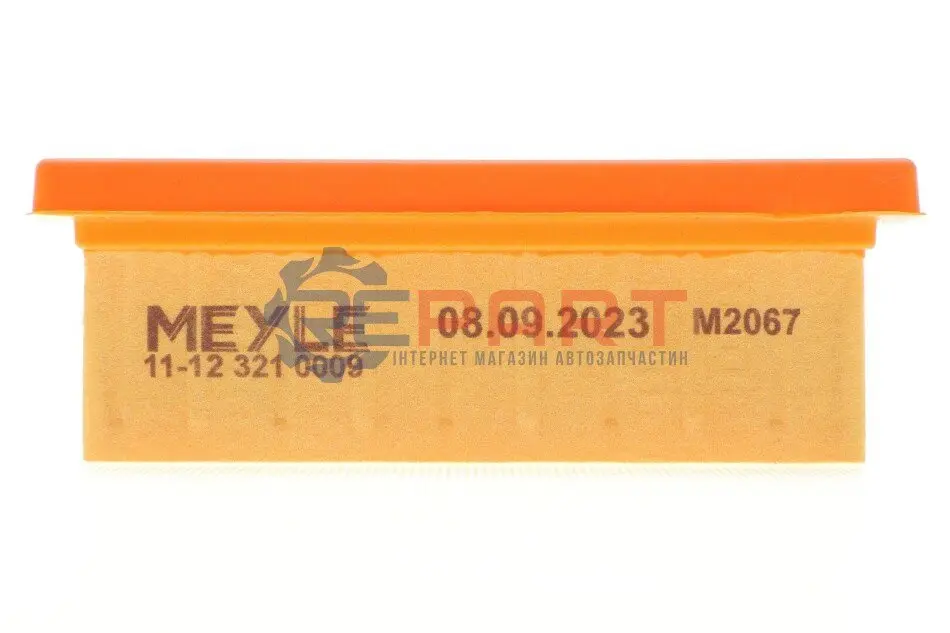 MEYLE 08.09.2023 M2067
11-12 321 0009
REPART
ІНТЕРНЕТ МАГАЗИН АВТОЗАПЧАСТИН